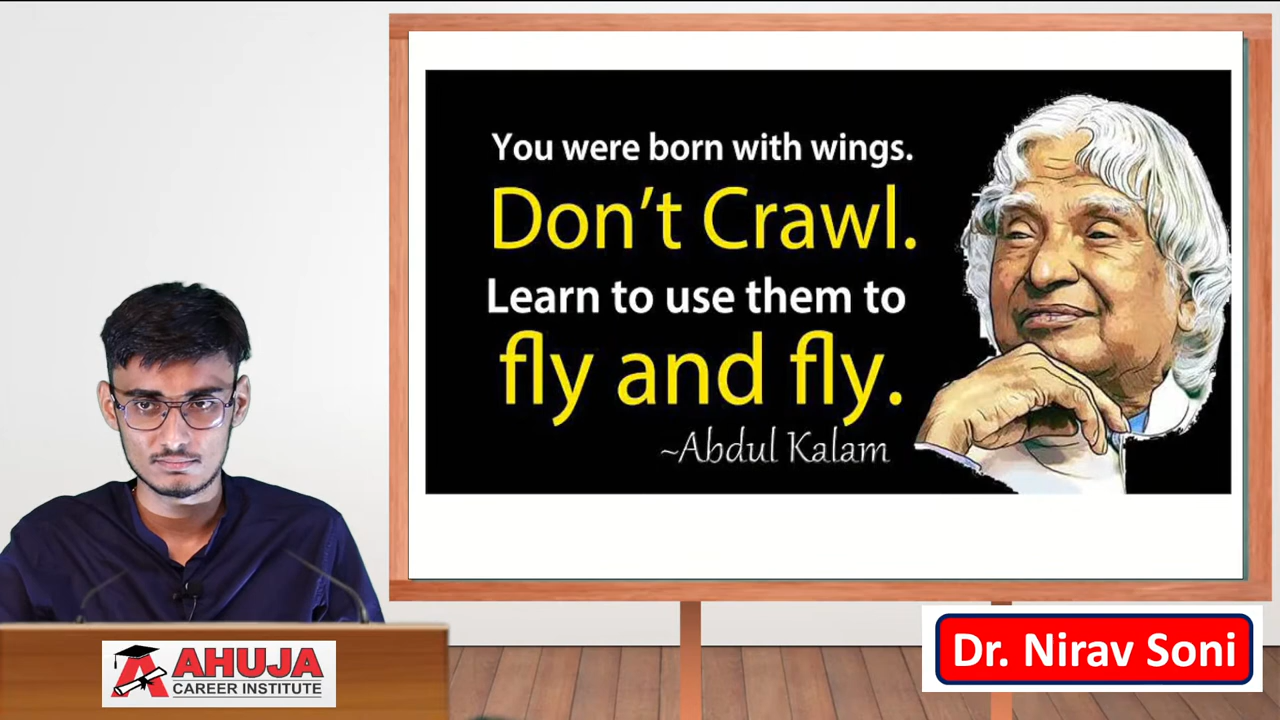 You were born with wings.
Don't Crawl.
Learn to use them to
fly and fly.
~Abdul Kalam
Dr. Nirav Soni
AHUJA
CAREER INSTITUTE